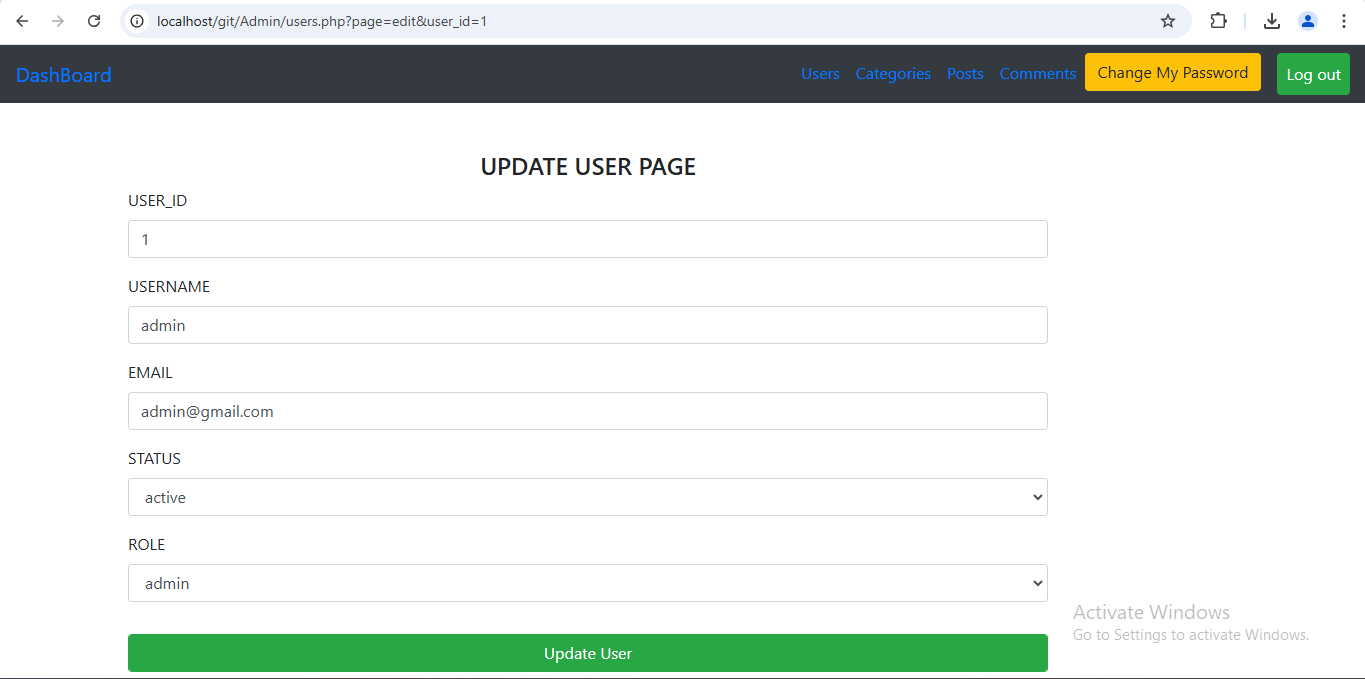 localhost/git/Admin/users.php?page=edit&user_id=1
DashBoard Users Categories Posts Comments Change My Password Log out
UPDATE USER PAGE
USER_ID
1
USERNAME
admin
EMAIL
admin@gmail.com
STATUS
active
ROLE
admin
Activate Windows
Go to Settings to activate Windows.
Update User